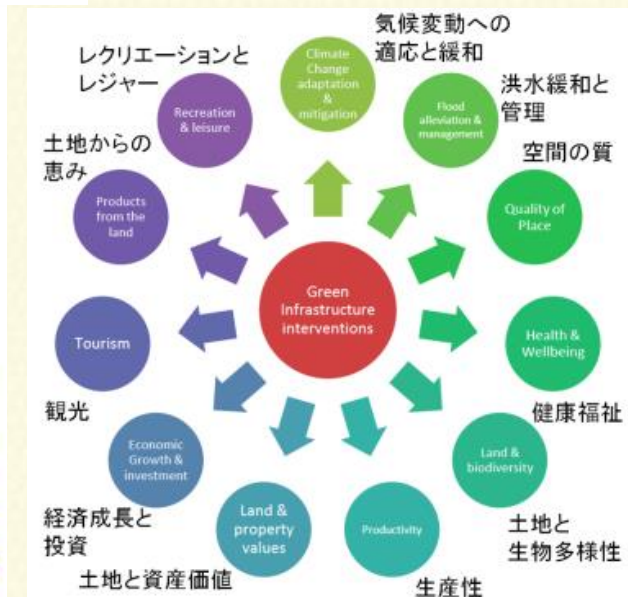 気候変動への
適応と緩和
Climate
Change
adaptation
&
mitigation
洪水緩和と
管理
Flood
alleviation &
management
空間の質
Quality of
Place
Health &
Wellbeing
健康福祉
Land &
biodiversity
土地と
生物多様性
Productivity
生産性
Land &
property
values
土地と資産価値
Economic
Growth &
investment
経済成長と
投資
Tourism
観光
土地からの
恵み
Products
from the
land
レクリエーションと
レジャー
Recreation
& leisure
Green
Infrastructure
interventions